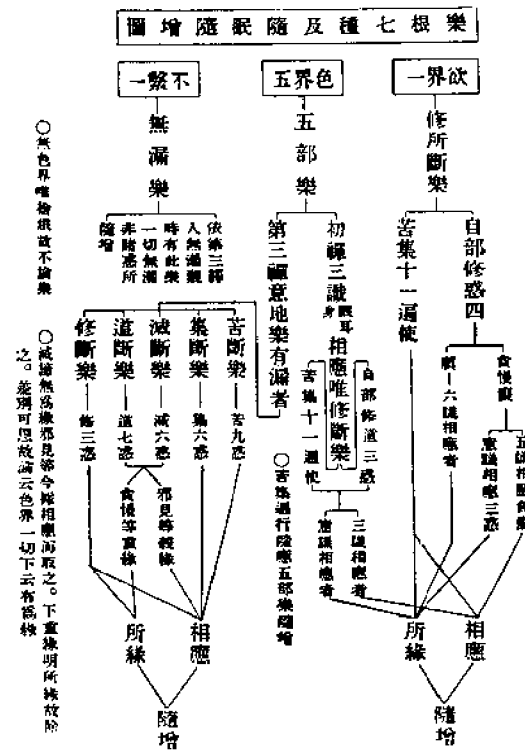 樂根七種及隨眠隨增圖
欲界一
修所斷樂
自部修惑四
貪慢癡
五識相應貪癡
意識相應三惑
瞋一六識相應者
苦集十一遍使
相應
所緣
隨增
色界五
五部樂
初禪三識眼耳身相應唯修斷樂
自部修道三惑
苦集十一遍使
三識相應者
意識相應者
○苦集遍行隨應五部樂隨增
第三禪意地樂有漏者
苦斷樂
苦九惑
集斷樂
集六惑
滅斷樂
滅六惑
道斷樂
道七惑
修斷樂
修三惑
邪見等親緣
貪慢等重緣
相應
所緣
隨增
不繫一
無漏樂
依第三禪
入無漏觀
時有此樂
一切無漏
非諸惑所
隨增
○無色界唯捨根故不論樂
○滅諦無為緣邪見等今據相應而取之。下重緣明所緣故除
之。差別可思故論云色界一切下云有為緣